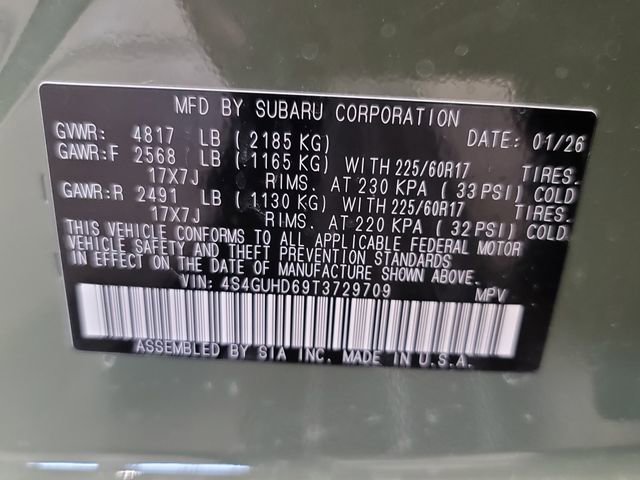 MFD BY SUBARU CORPORATION
GVWR: 4817 LB ( 2185 KG) DATE: 01/26
GAWR:F 2568 LB ( 1165 KG) WITH 225/60R17 TIRES.
17X7J RIMS. AT 230 KPA ( 33 PSI) COLD
GAWR:R 2491 LB ( 1130 KG) WITH 225/60R17 TIRES.
17X7J RIMS. AT 220 KPA ( 32 PSI) COLD.
THIS VEHICLE CONFORMS TO ALL APPLICABLE FEDERAL MOTOR
VEHICLE SAFETY AND THEFT PREVENTION STANDARDS
IN EFFECT ON THE DATE OF MANUFACTURE SHOWN ABOVE.
VIN: 4S4GUHD69T3729709 MPV
ASSEMBLED BY SIA INC. MADE IN U.S.A.